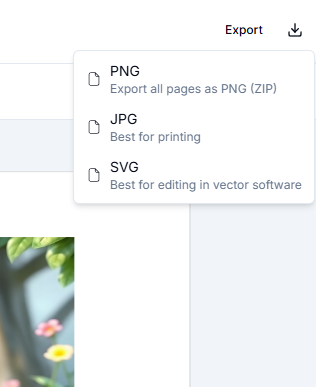 Export
PNG
Export all pages as PNG (ZIP)
JPG
Best for printing
SVG
Best for editing in vector software